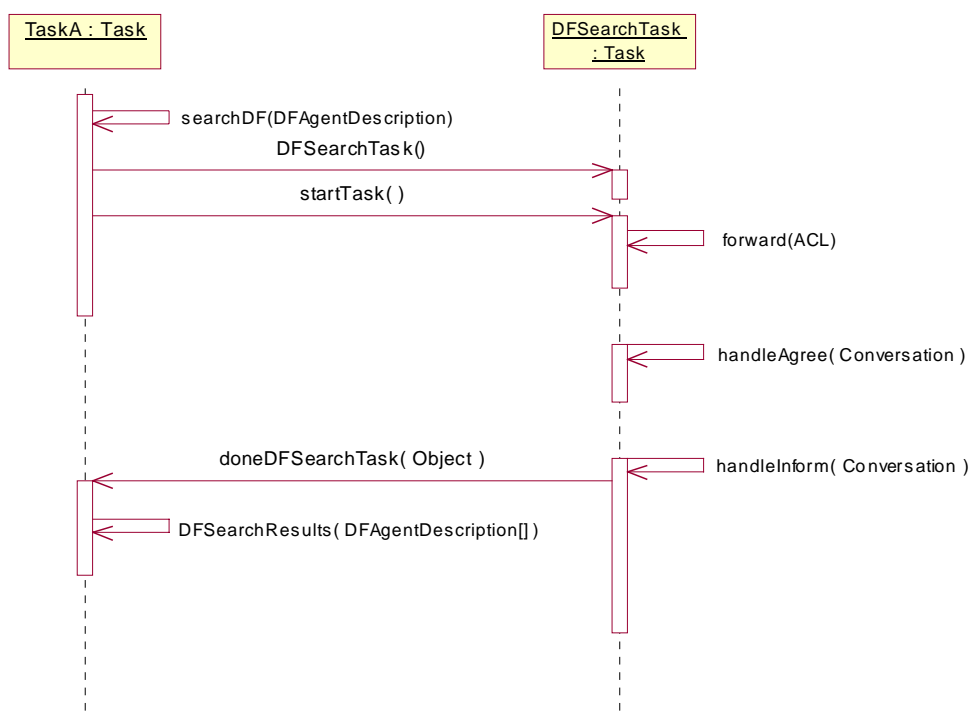 TaskA : Task
DFSearchTask
: Task
searchDF(DFAgentDescription)
DFSearchTask()
startTask( )
forward(ACL)
handleAgree( Conversation )
doneDFSearchTask( Object )
handleInform( Conversation )
DFSearchResults( DFAgentDescription[] )